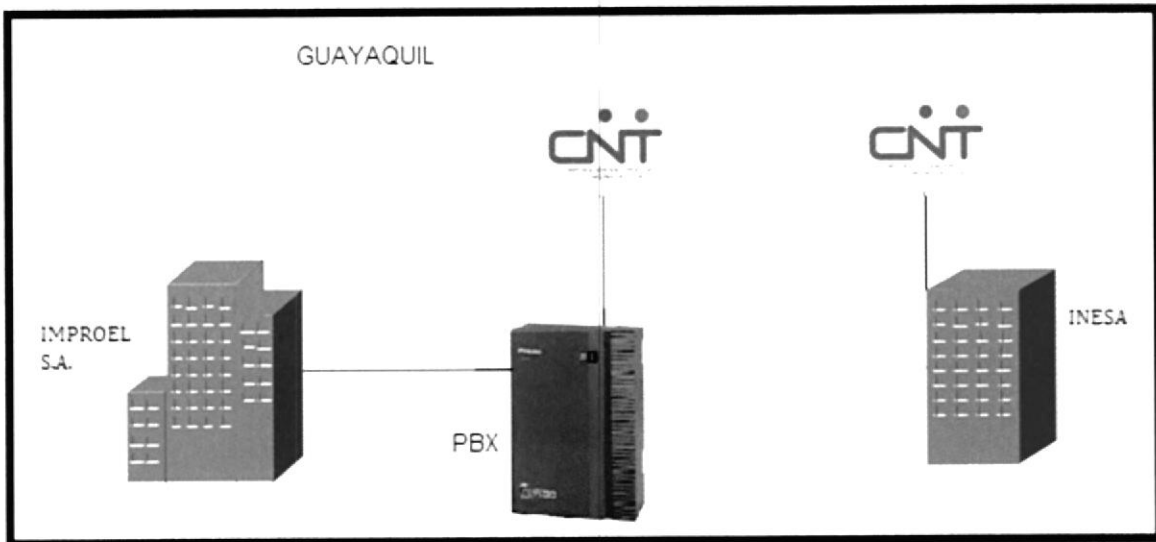 GUAYAQUIL
CNT
CNT
IMPROEL
S.A.
INESA
PBX